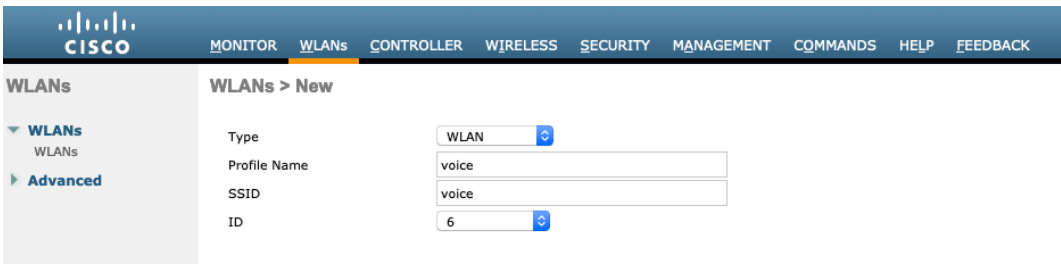 CISCO
MONITOR WLANs CONTROLLER WIRELESS SECURITY MANAGEMENT COMMANDS HELP FEEDBACK
WLANs
WLANs
WLANs
Advanced
WLANs > New
Type WLAN
Profile Name voice
SSID voice
ID 6